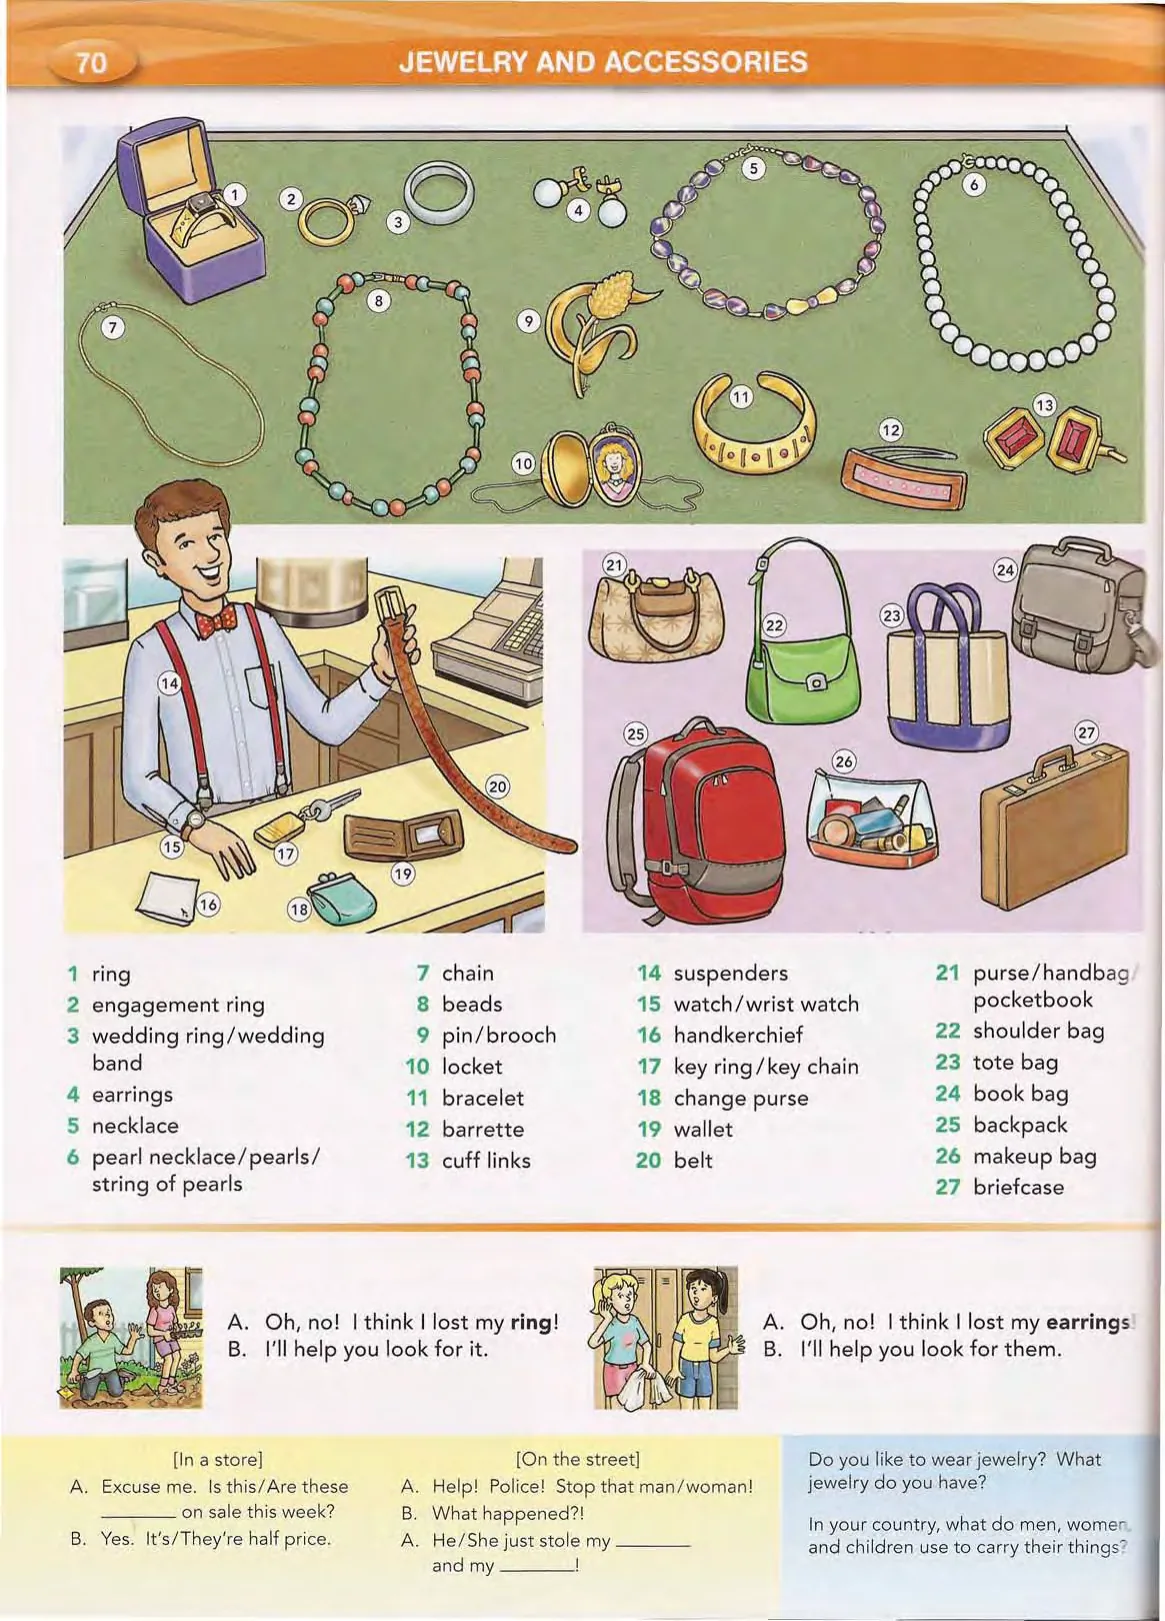 70
JEWELRY AND ACCESSORIES
1
2
3
4
5
6
7
8
9
10
11
12
13
14
15
16
17
18
19
20
21
22
23
24
25
26
27
1 ring
2 engagement ring
3 wedding ring/wedding
band
4 earrings
5 necklace
6 pearl necklace/pearls/
string of pearls
7 chain
8 beads
9 pin/brooch
10 locket
11 bracelet
12 barrette
13 cuff links
14 suspenders
15 watch/wrist watch
16 handkerchief
17 key ring/key chain
18 change purse
19 wallet
20 belt
21 purse/handbag/
pocketbook
22 shoulder bag
23 tote bag
24 book bag
25 backpack
26 makeup bag
27 briefcase
A. Oh, no! I think I lost my ring!
B. I'll help you look for it.
A. Oh, no! I think I lost my earrings!
B. I'll help you look for them.
[In a store]
A. Excuse me. Is this/Are these
________ on sale this week?
B. Yes. It's/They're half price.
[On the street]
A. Help! Police! Stop that man/woman!
B. What happened?!
A. He/She just stole my ________
and my ________!
Do you like to wear jewelry? What
jewelry do you have?
In your country, what do men, women,
and children use to carry their things?